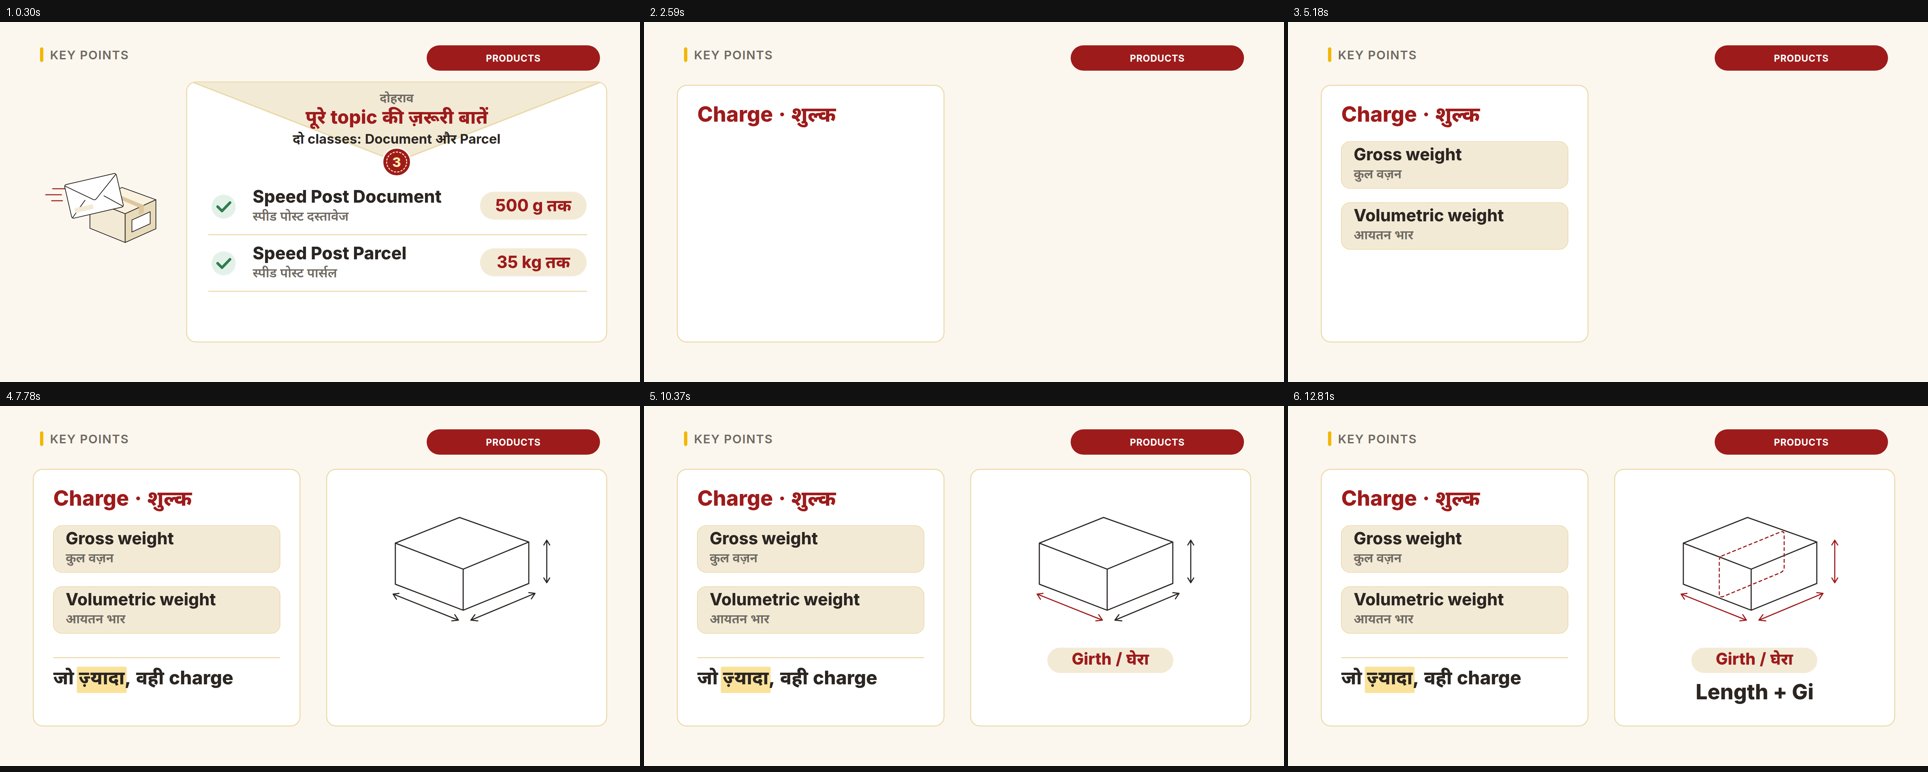 1. 0.30s
KEY POINTS
PRODUCTS
दोहराव
पूरे topic की ज़रूरी बातें
दो classes: Document और Parcel
3
Speed Post Document
स्पीड पोस्ट दस्तावेज
500 g तक
Speed Post Parcel
स्पीड पोस्ट पार्सल
35 kg तक
2. 2.59s
KEY POINTS
PRODUCTS
Charge · शुल्क
3. 5.18s
KEY POINTS
PRODUCTS
Charge · शुल्क
Gross weight
कुल वज़न
Volumetric weight
आयतन भार
4. 7.78s
KEY POINTS
PRODUCTS
Charge · शुल्क
Gross weight
कुल वज़न
Volumetric weight
आयतन भार
जो ज़्यादा, वही charge
5. 10.37s
KEY POINTS
PRODUCTS
Charge · शुल्क
Gross weight
कुल वज़न
Volumetric weight
आयतन भार
जो ज़्यादा, वही charge
Girth / घेरा
6. 12.81s
KEY POINTS
PRODUCTS
Charge · शुल्क
Gross weight
कुल वज़न
Volumetric weight
आयतन भार
जो ज़्यादा, वही charge
Girth / घेरा
Length + Gi